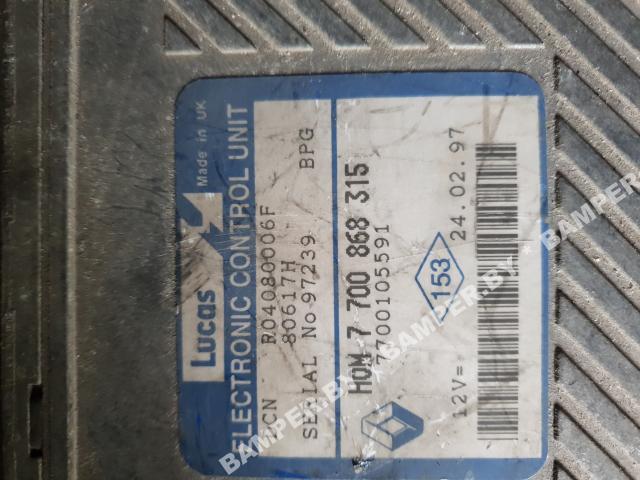 Lucas Made in UK
ELECTRONIC CONTROL UNIT
CN R04080006F
80617H
SERIAL No 97239 BPG
HOM 7 700 868 315
7700105591
153
12V= 24.02.97
BAMPER.BY × BAMPER.BY × BAMPER.BY